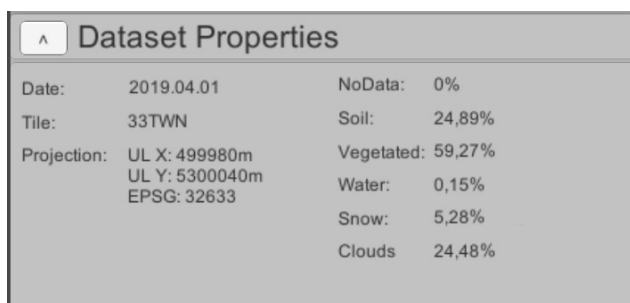 ^ Dataset Properties
Date: 2019.04.01
Tile: 33TWN
Projection: UL X: 499980m
UL Y: 5300040m
EPSG: 32633
NoData: 0%
Soil: 24,89%
Vegetated: 59,27%
Water: 0,15%
Snow: 5,28%
Clouds 24,48%